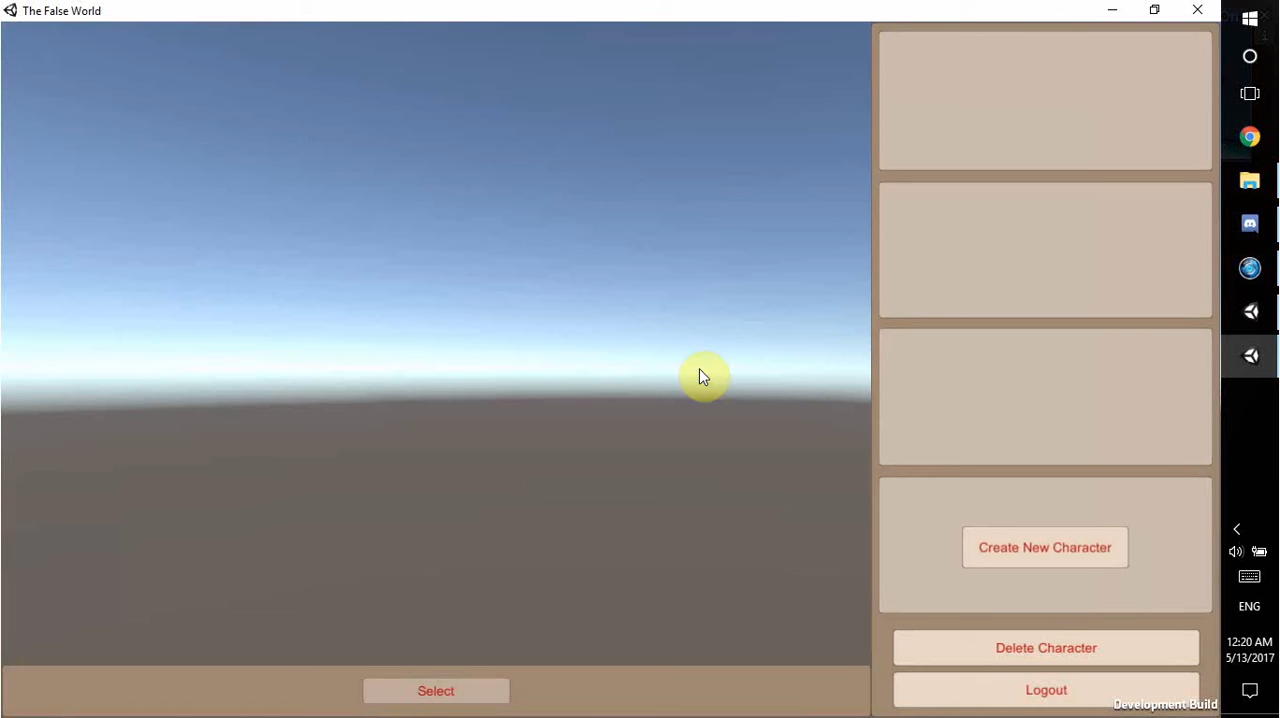 The False World
Create New Character
Delete Character
Select
Logout
Development Build
ENG
12:20 AM
5/13/2017